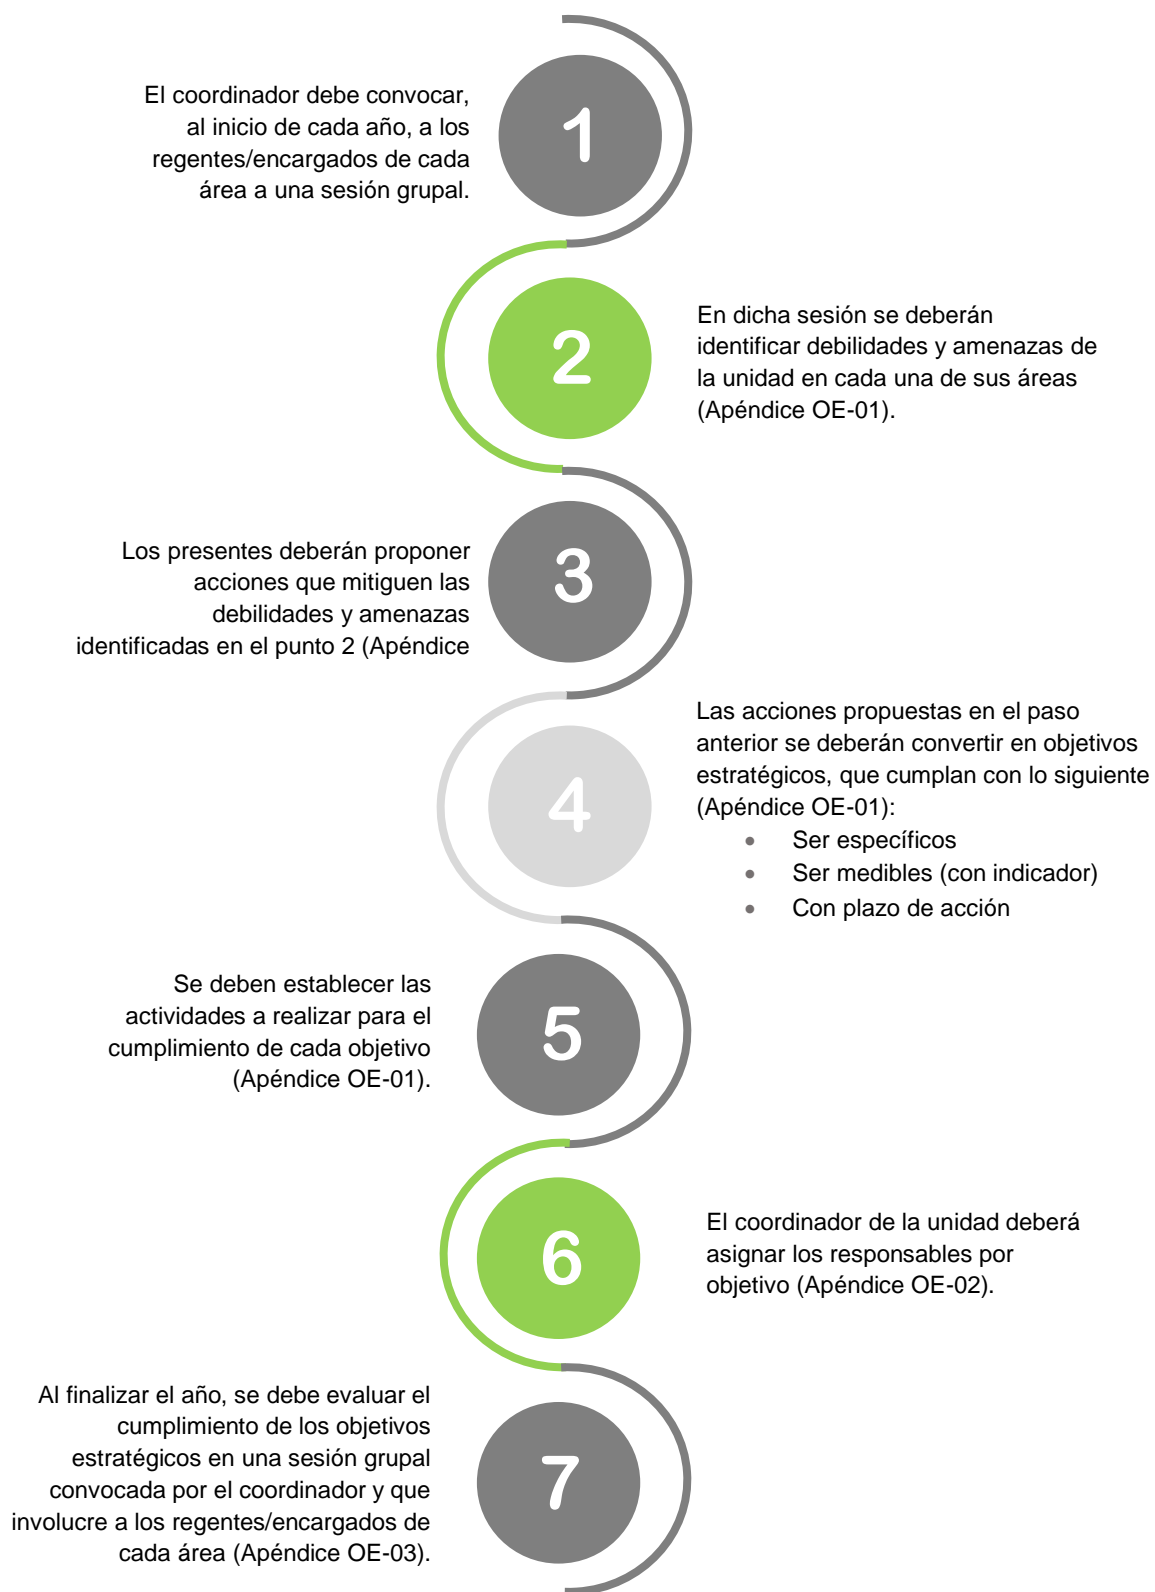 1
El coordinador debe convocar,
al inicio de cada año, a los
regentes/encargados de cada
área a una sesión grupal.
2
En dicha sesión se deberán
identificar debilidades y amenazas de
la unidad en cada una de sus áreas
(Apéndice OE-01).
3
Los presentes deberán proponer
acciones que mitiguen las
debilidades y amenazas
identificadas en el punto 2 (Apéndice
4
Las acciones propuestas en el paso
anterior se deberán convertir en objetivos
estratégicos, que cumplan con lo siguiente
(Apéndice OE-01):
• Ser específicos
• Ser medibles (con indicador)
• Con plazo de acción
5
Se deben establecer las
actividades a realizar para el
cumplimiento de cada objetivo
(Apéndice OE-01).
6
El coordinador de la unidad deberá
asignar los responsables por
objetivo (Apéndice OE-02).
7
Al finalizar el año, se debe evaluar el
cumplimiento de los objetivos
estratégicos en una sesión grupal
convocada por el coordinador y que
involucre a los regentes/encargados de
cada área (Apéndice OE-03).